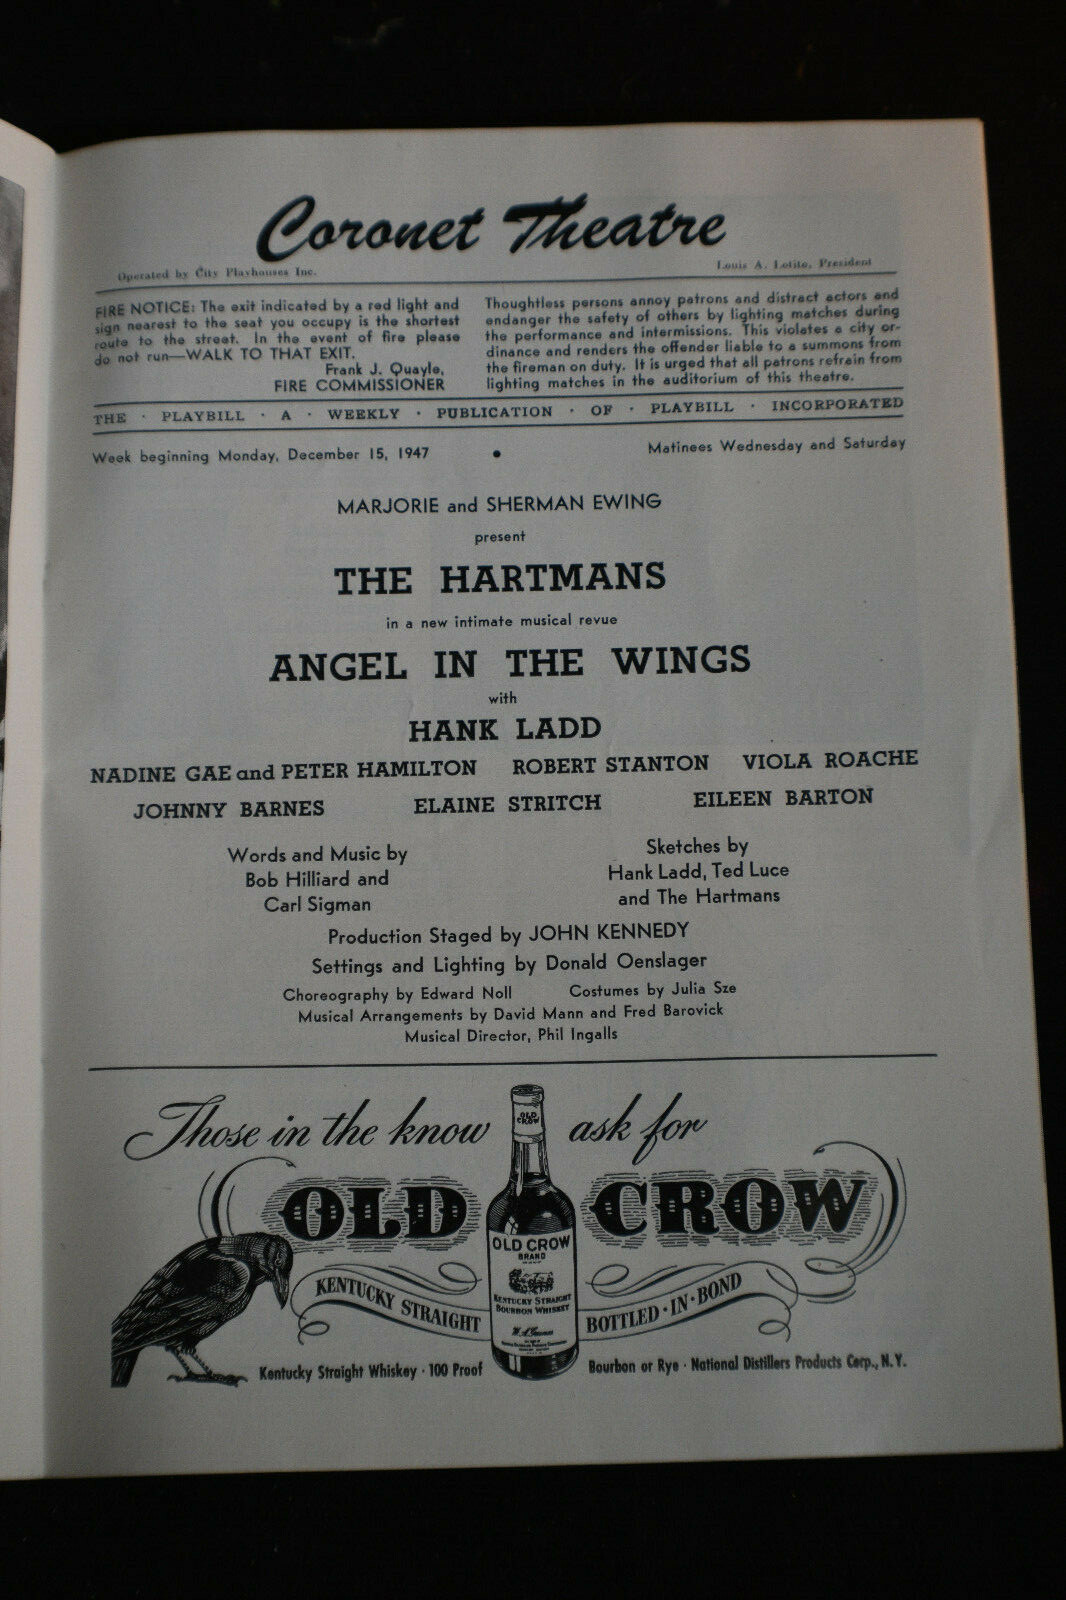 Coronet Theatre
Operated by City Playhouses Inc.
Louis A. Lotito, President
FIRE NOTICE: The exit indicated by a red light and
sign nearest to the seat you occupy is the shortest
route to the street. In the event of fire please
do not run—WALK TO THAT EXIT.
Frank J. Quayle,
FIRE COMMISSIONER
Thoughtless persons annoy patrons and distract actors and
endanger the safety of others by lighting matches during
the performance and intermissions. This violates a city or-
dinance and renders the offender liable to a summons from
the fireman on duty. It is urged that all patrons refrain from
lighting matches in the auditorium of this theatre.
THE · PLAYBILL · A · WEEKLY · PUBLICATION · OF · PLAYBILL · INCORPORATED
Week beginning Monday, December 15, 1947 • Matinees Wednesday and Saturday
MARJORIE and SHERMAN EWING
present
THE HARTMANS
in a new intimate musical revue
ANGEL IN THE WINGS
with
HANK LADD
NADINE GAE and PETER HAMILTON ROBERT STANTON VIOLA ROACHE
JOHNNY BARNES ELAINE STRITCH EILEEN BARTON
Words and Music by
Bob Hilliard and
Carl Sigman
Sketches by
Hank Ladd, Ted Luce
and The Hartmans
Production Staged by JOHN KENNEDY
Settings and Lighting by Donald Oenslager
Choreography by Edward Noll Costumes by Julia Sze
Musical Arrangements by David Mann and Fred Barovick
Musical Director, Phil Ingalls
Those in the know ask for
OLD CROW
OLD
CROW
OLD CROW
BRAND
KENTUCKY STRAIGHT
BOURBON WHISKEY
KENTUCKY STRAIGHT
BOTTLED·IN·BOND
Kentucky Straight Whiskey · 100 Proof
Bourbon or Rye · National Distillers Products Corp., N.Y.